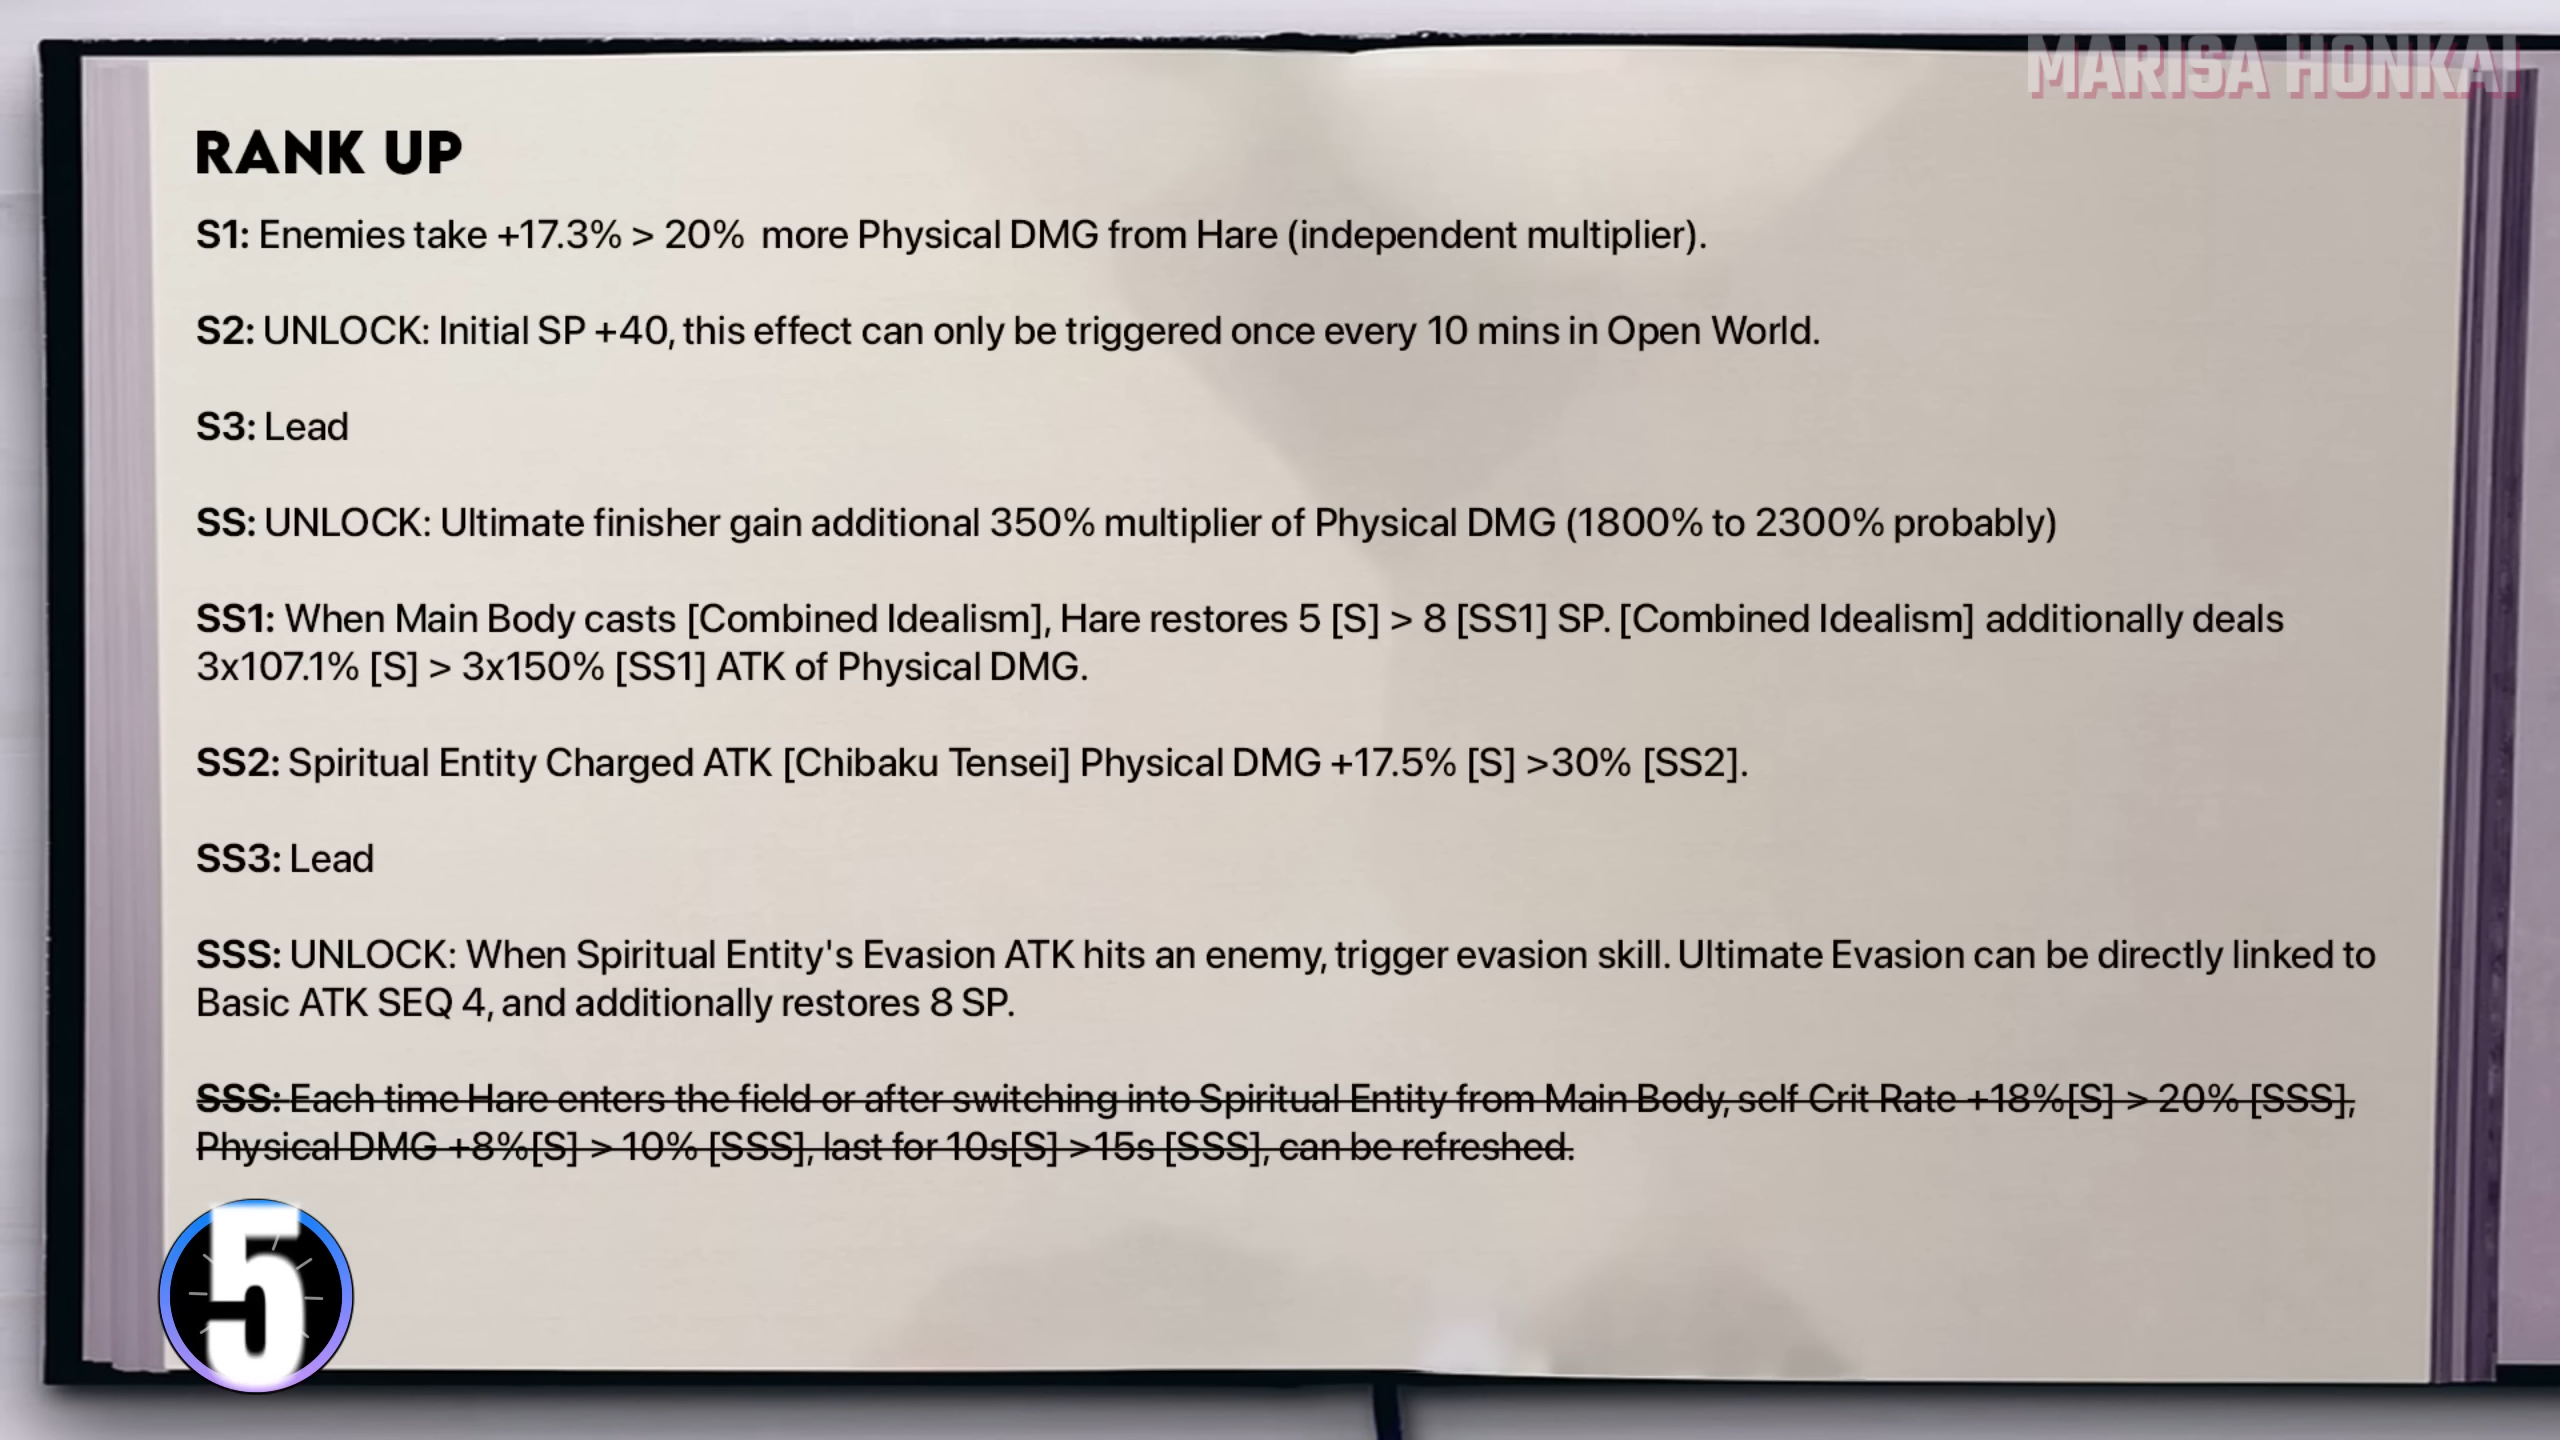 MARISA HONKAI
RANK UP
S1: Enemies take +17.3% > 20% more Physical DMG from Hare (independent multiplier).
S2: UNLOCK: Initial SP +40, this effect can only be triggered once every 10 mins in Open World.
S3: Lead
SS: UNLOCK: Ultimate finisher gain additional 350% multiplier of Physical DMG (1800% to 2300% probably)
SS1: When Main Body casts [Combined Idealism], Hare restores 5 [S] > 8 [SS1] SP. [Combined Idealism] additionally deals
3x107.1% [S] > 3x150% [SS1] ATK of Physical DMG.
SS2: Spiritual Entity Charged ATK [Chibaku Tensei] Physical DMG +17.5% [S] >30% [SS2].
SS3: Lead
SSS: UNLOCK: When Spiritual Entity's Evasion ATK hits an enemy, trigger evasion skill. Ultimate Evasion can be directly linked to
Basic ATK SEQ 4, and additionally restores 8 SP.
SSS: Each time Hare enters the field or after switching into Spiritual Entity from Main Body, self Crit Rate +18%[S] > 20% [SSS],
Physical DMG +8%[S] > 10% [SSS], last for 10s[S] >15s [SSS], can be refreshed.
5